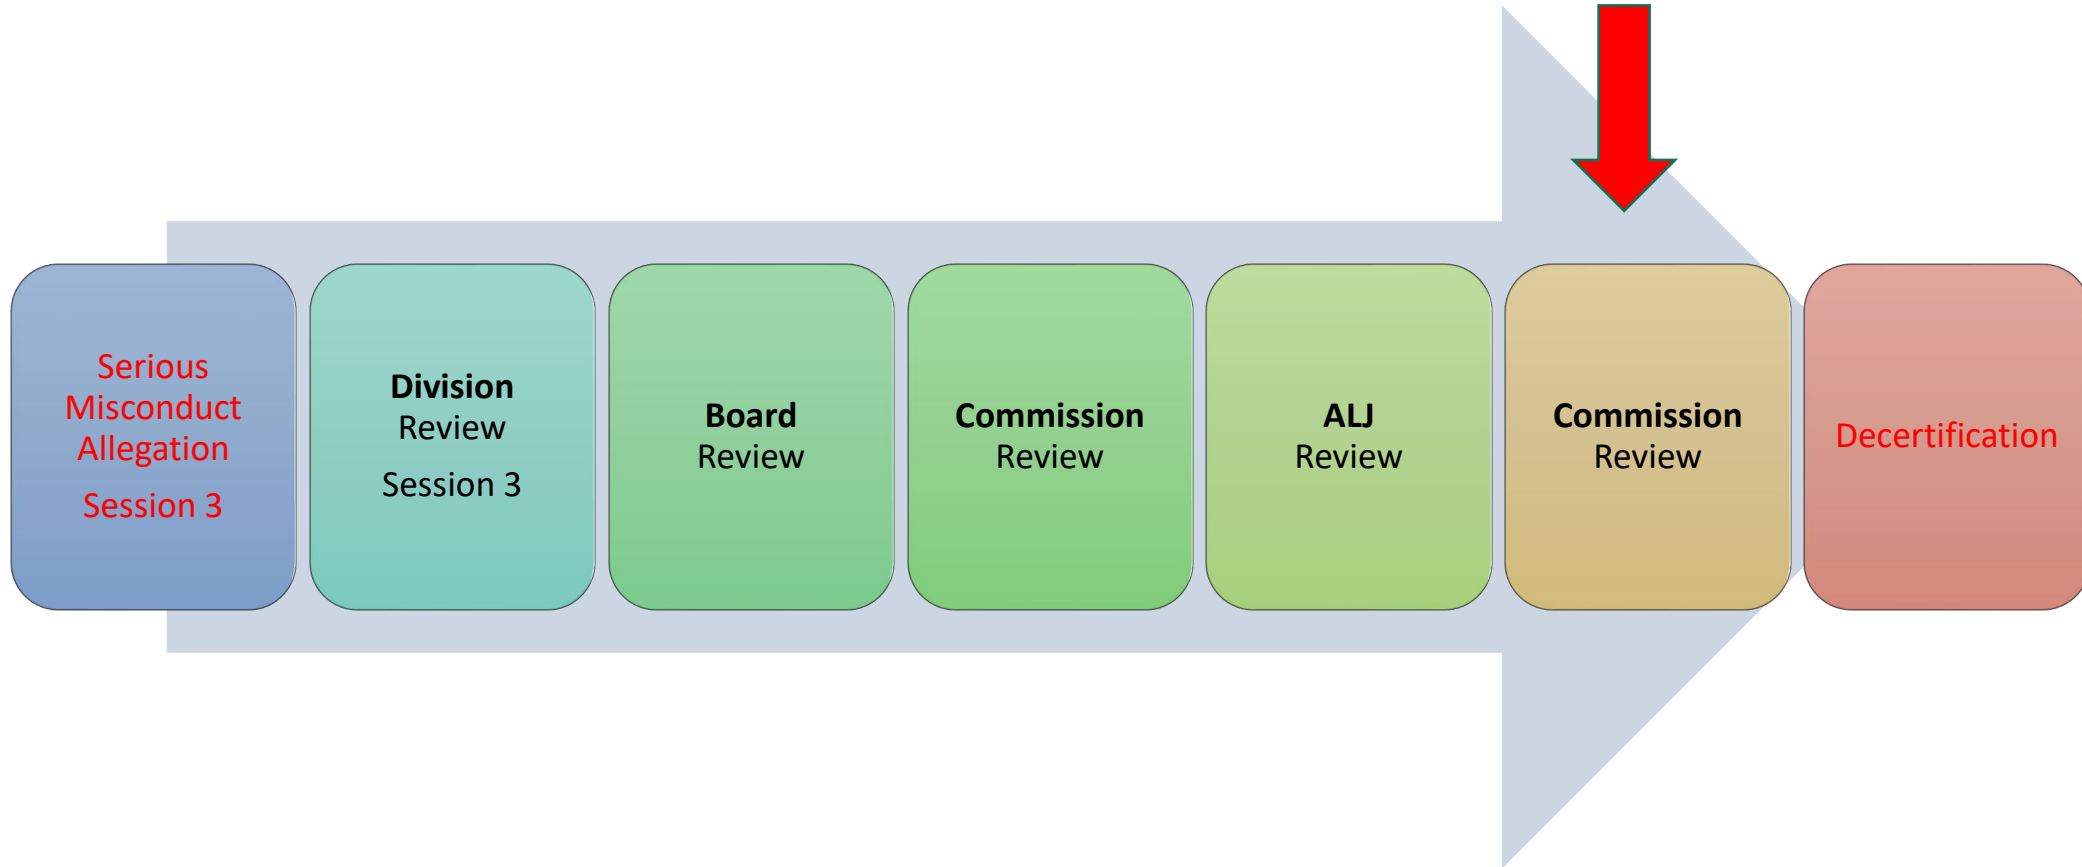 Serious
Misconduct
Allegation
Session 3
Division
Review
Session 3
Board
Review
Commission
Review
ALJ
Review
Commission
Review
Decertification